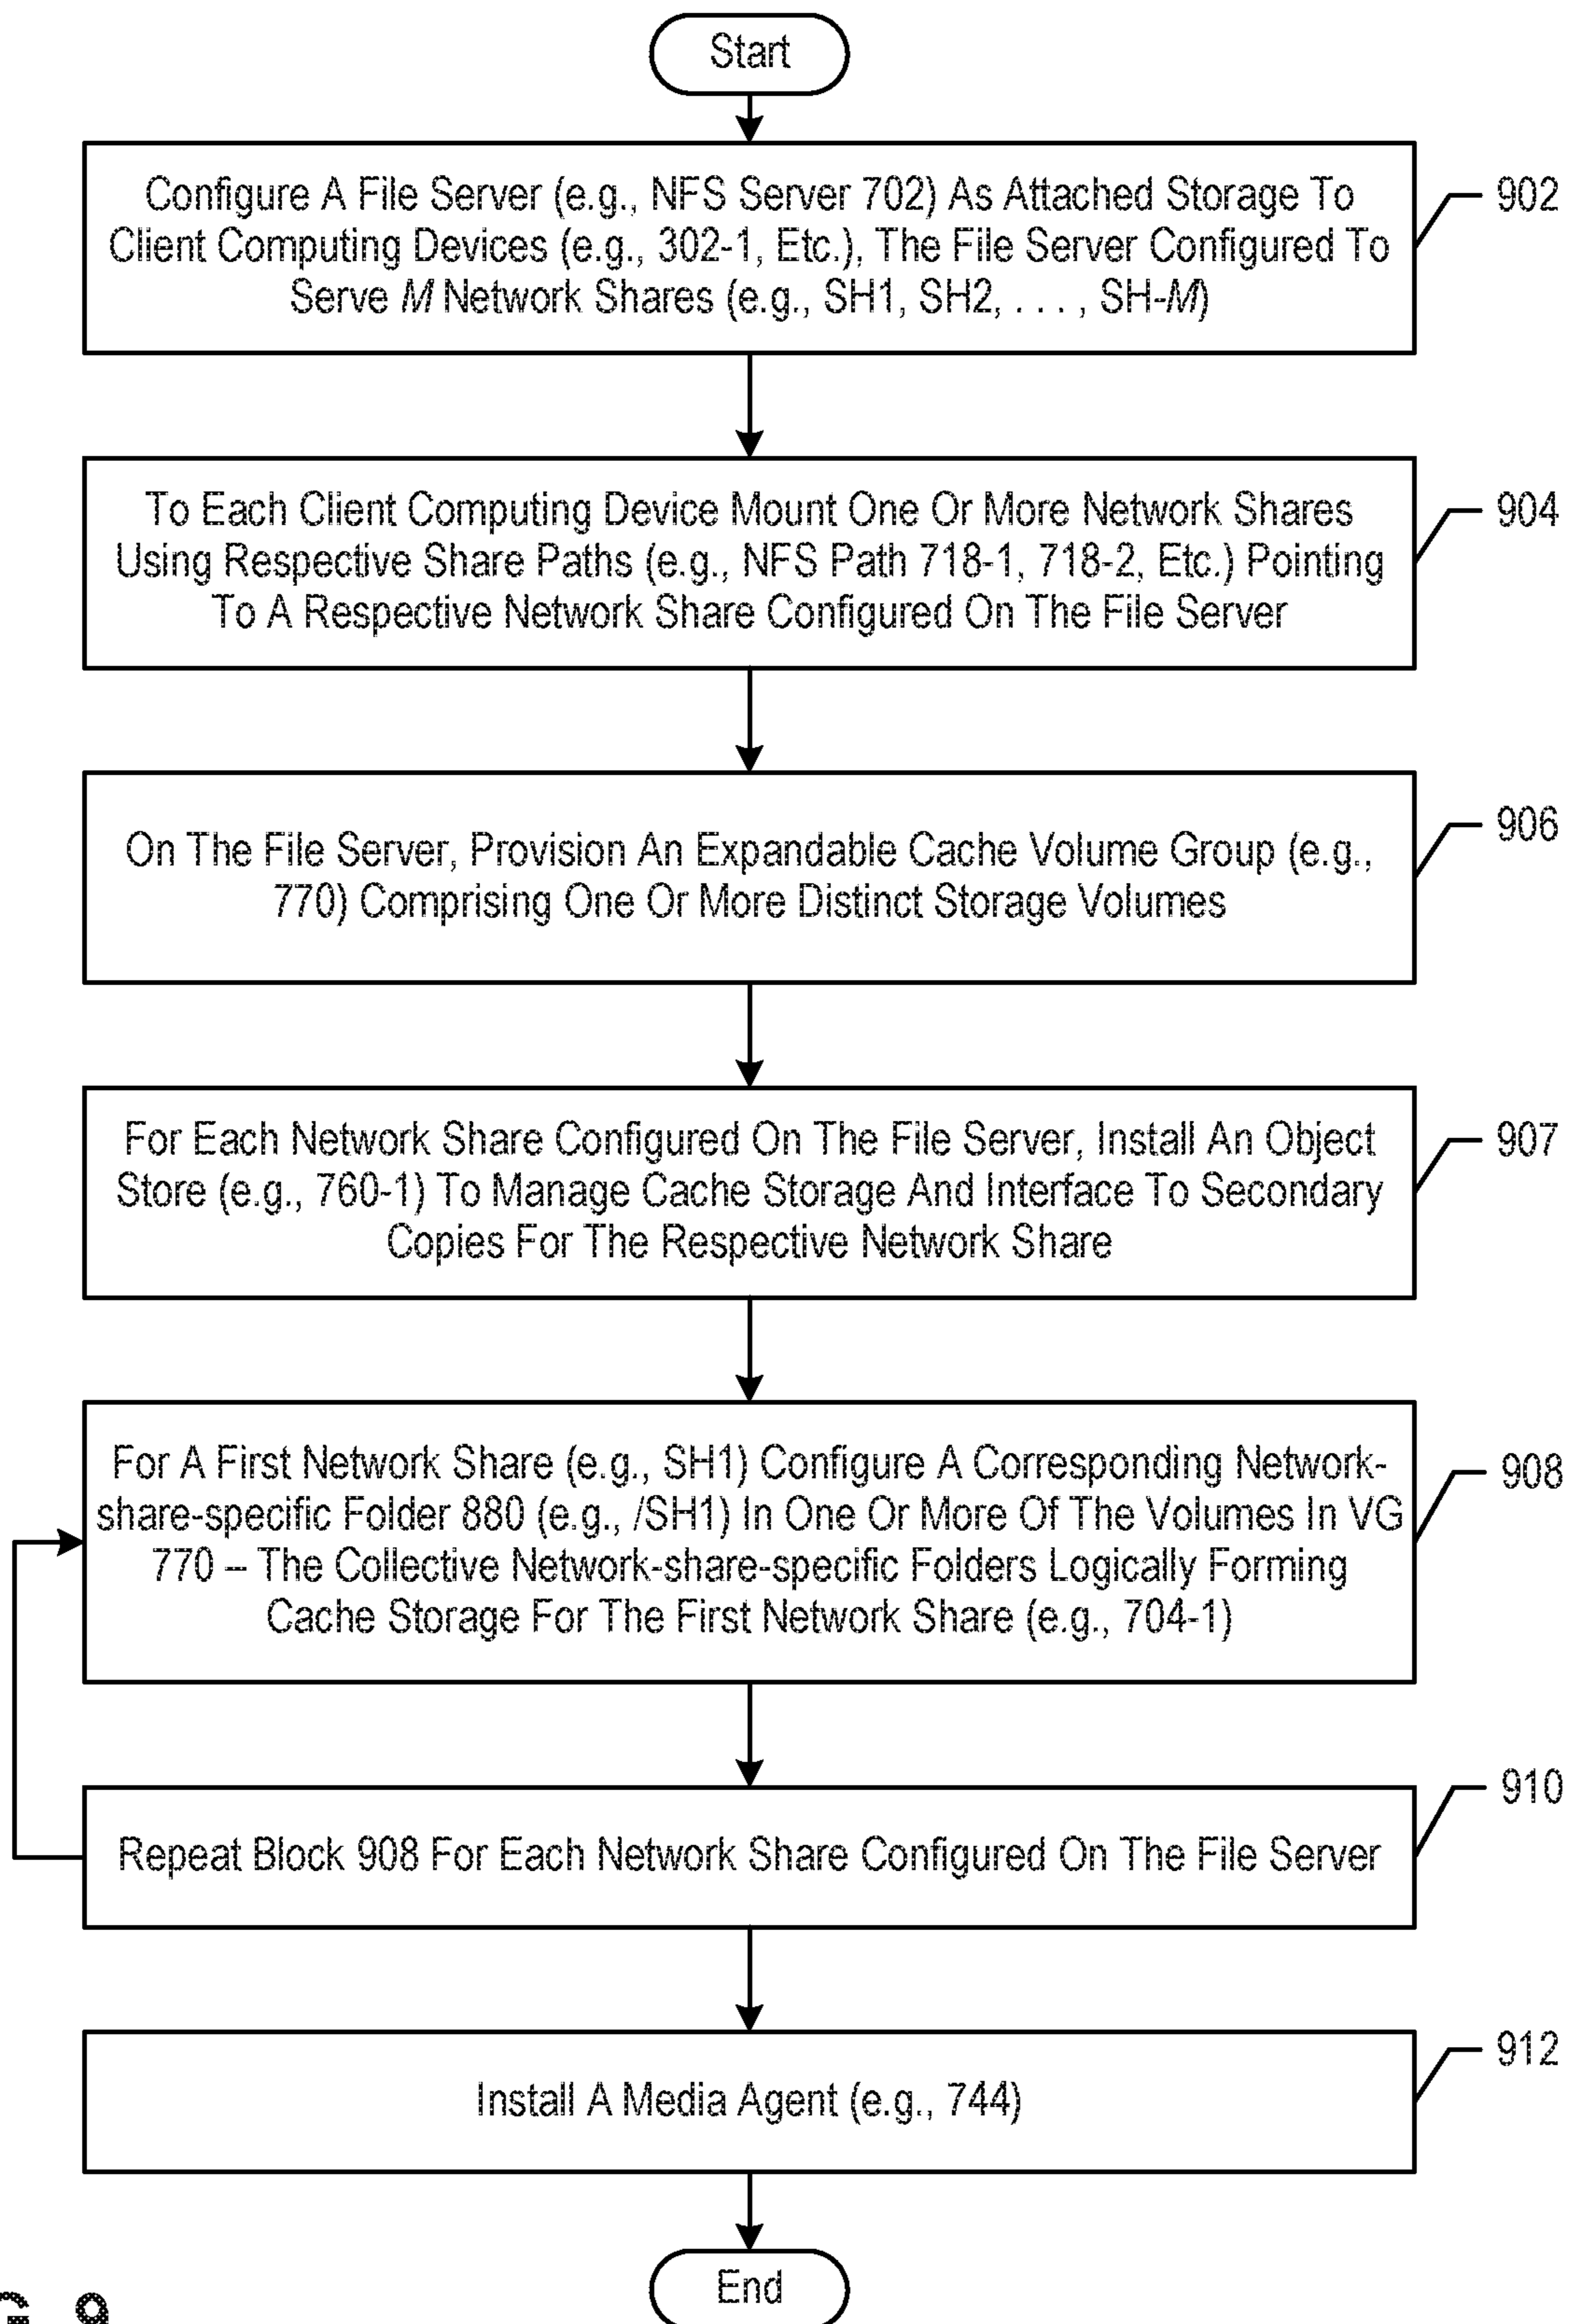 Start
Configure A File Server (e.g., NFS Server 702) As Attached Storage To
Client Computing Devices (e.g., 302-1, Etc.), The File Server Configured To
Serve M Network Shares (e.g., SH1, SH2, . . . , SH-M)
902
To Each Client Computing Device Mount One Or More Network Shares
Using Respective Share Paths (e.g., NFS Path 718-1, 718-2, Etc.) Pointing
To A Respective Network Share Configured On The File Server
904
On The File Server, Provision An Expandable Cache Volume Group (e.g.,
770) Comprising One Or More Distinct Storage Volumes
906
For Each Network Share Configured On The File Server, Install An Object
Store (e.g., 760-1) To Manage Cache Storage And Interface To Secondary
Copies For The Respective Network Share
907
For A First Network Share (e.g., SH1) Configure A Corresponding Network-
share-specific Folder 880 (e.g., /SH1) In One Or More Of The Volumes In VG
770 – The Collective Network-share-specific Folders Logically Forming
Cache Storage For The First Network Share (e.g., 704-1)
908
Repeat Block 908 For Each Network Share Configured On The File Server
910
Install A Media Agent (e.g., 744)
912
End